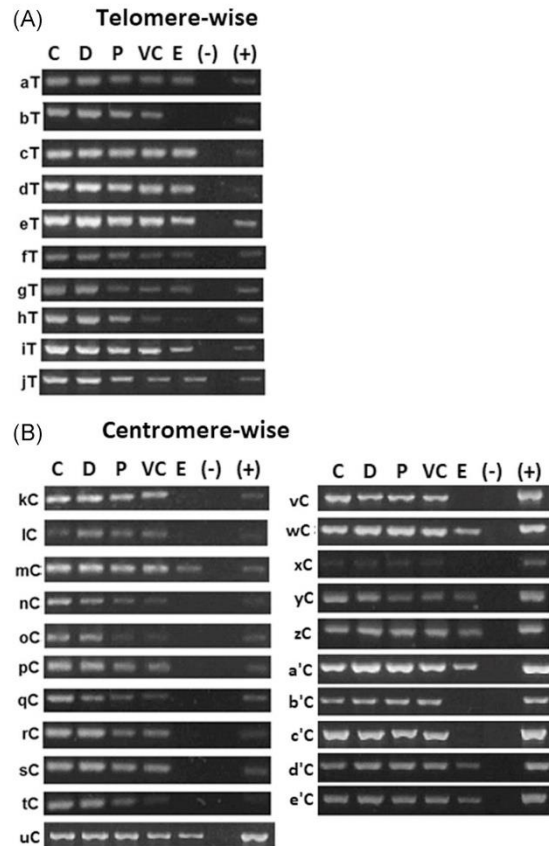 (A) Telomere-wise
C D P VC E (-) (+)
aT
bT
cT
dT
eT
fT
gT
hT
iT
jT
(B) Centromere-wise
C D P VC E (-) (+)
kC
lC
mC
nC
oC
pC
qC
rC
sC
tC
uC
C D P VC E (-) (+)
vC
wC
xC
yC
zC
a'C
b'C
c'C
d'C
e'C